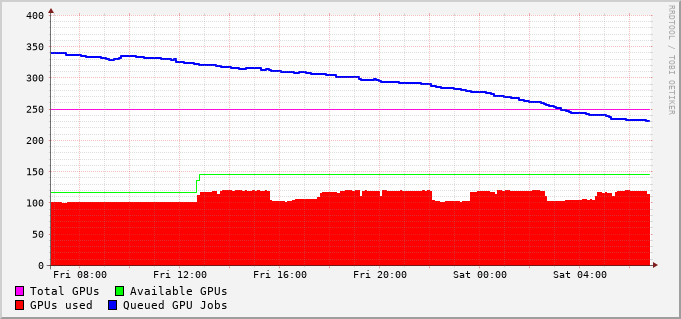 RRDTOOL / TOBI OETIKER
400
350
300
250
200
150
100
50
0
Fri 08:00 Fri 12:00 Fri 16:00 Fri 20:00 Sat 00:00 Sat 04:00
Total GPUs Available GPUs
GPUs used Queued GPU Jobs